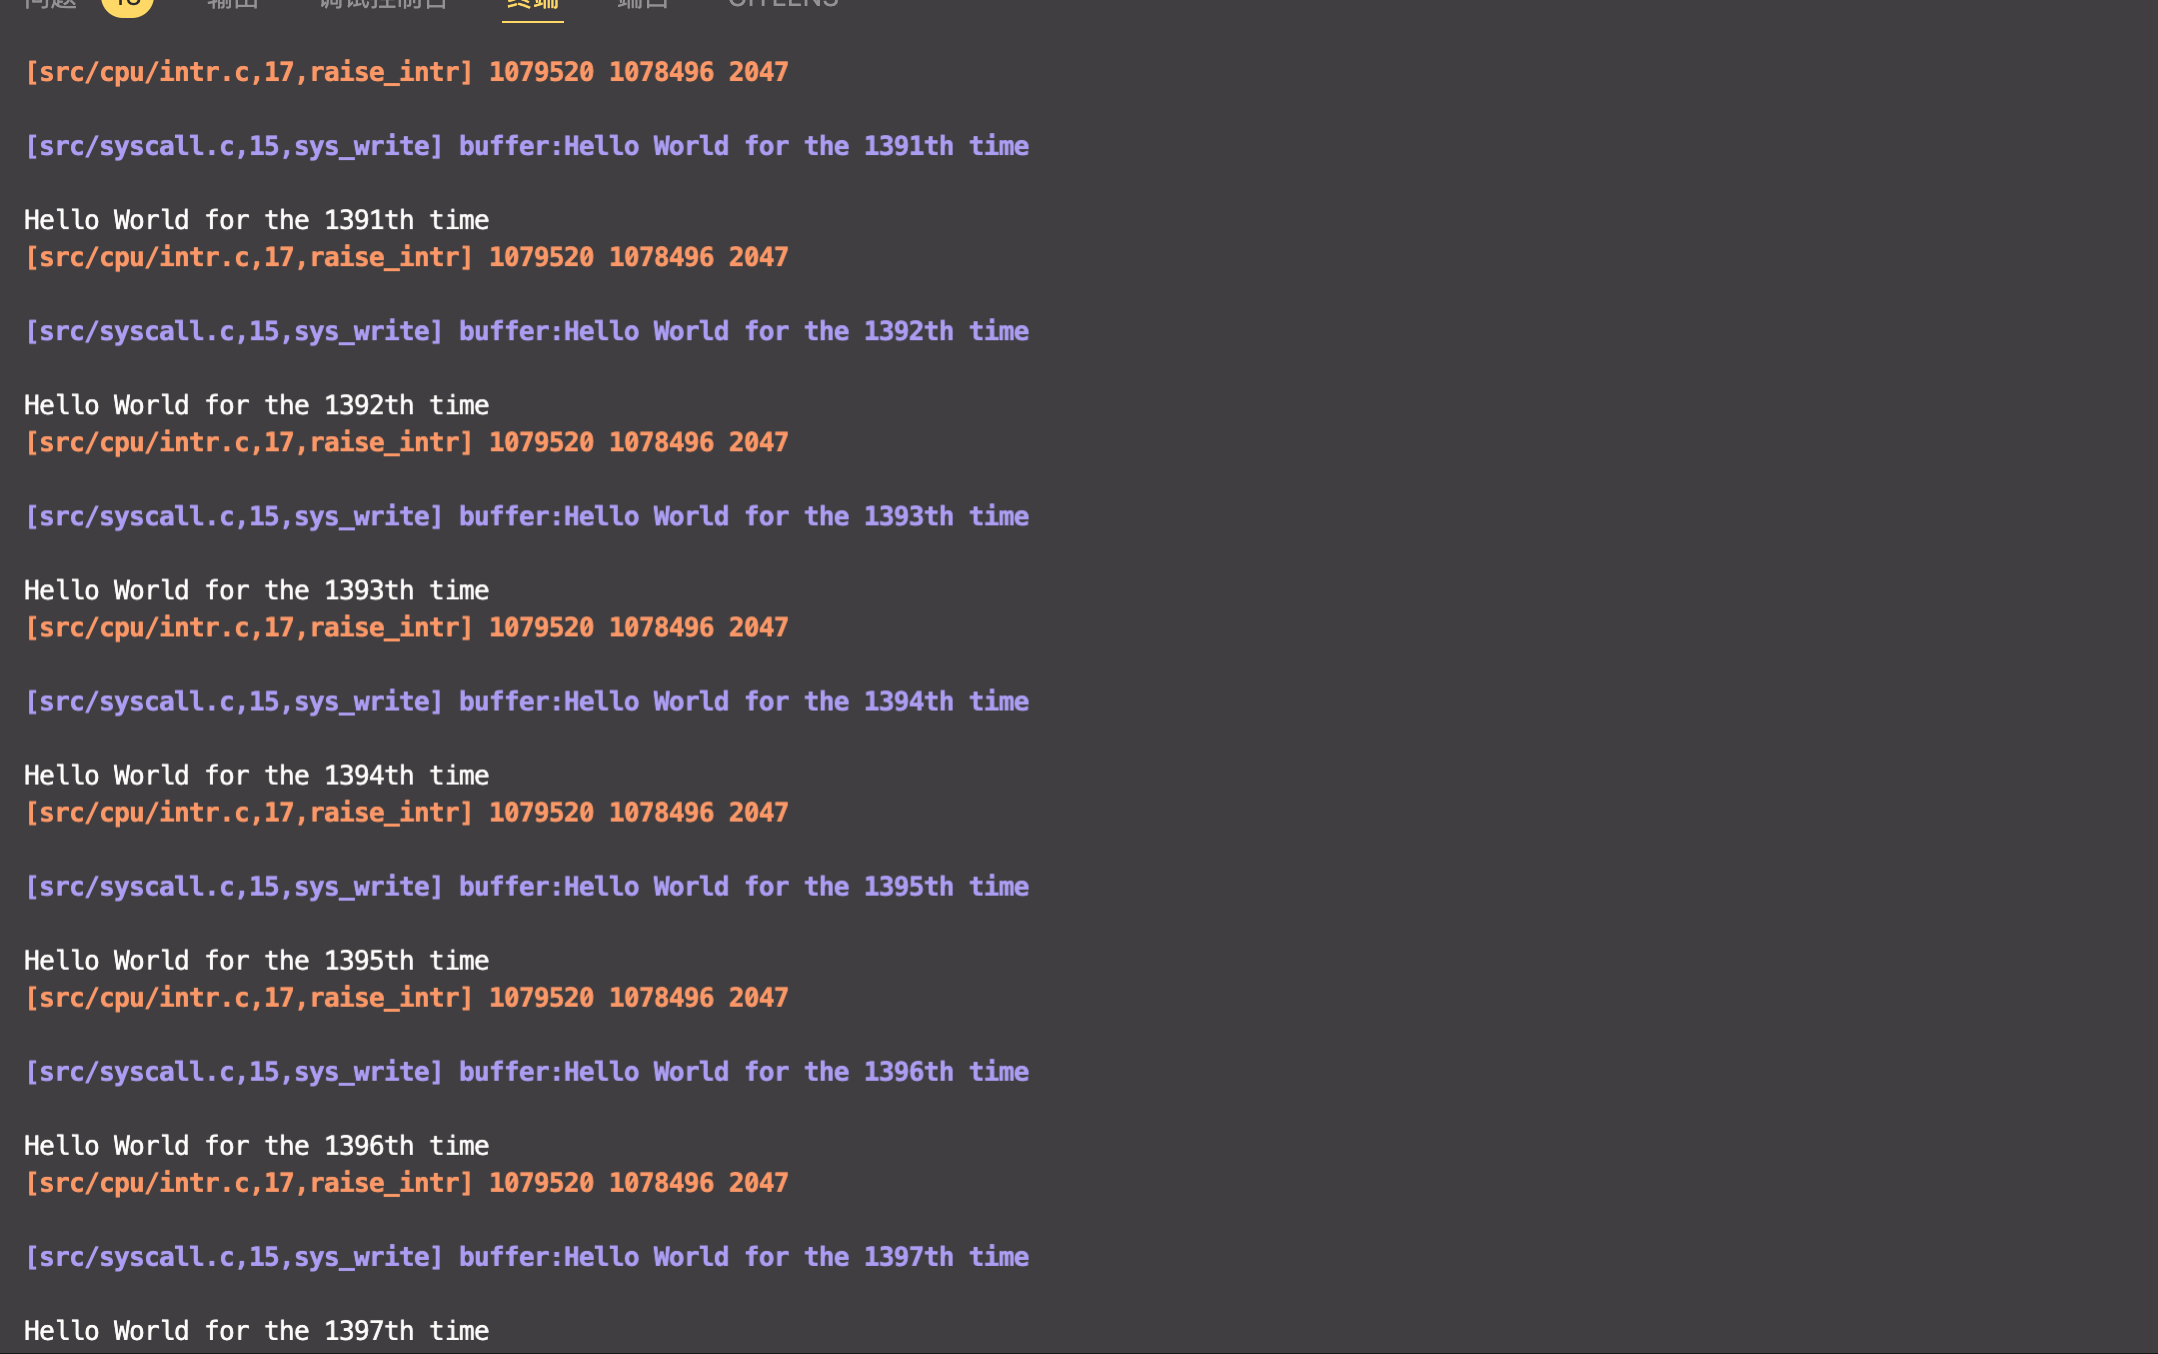 问题 输出 调试控制台 终端 端口 GITLENS
[src/cpu/intr.c,17,raise_intr] 1079520 1078496 2047
[src/syscall.c,15,sys_write] buffer:Hello World for the 1391th time
Hello World for the 1391th time
[src/cpu/intr.c,17,raise_intr] 1079520 1078496 2047
[src/syscall.c,15,sys_write] buffer:Hello World for the 1392th time
Hello World for the 1392th time
[src/cpu/intr.c,17,raise_intr] 1079520 1078496 2047
[src/syscall.c,15,sys_write] buffer:Hello World for the 1393th time
Hello World for the 1393th time
[src/cpu/intr.c,17,raise_intr] 1079520 1078496 2047
[src/syscall.c,15,sys_write] buffer:Hello World for the 1394th time
Hello World for the 1394th time
[src/cpu/intr.c,17,raise_intr] 1079520 1078496 2047
[src/syscall.c,15,sys_write] buffer:Hello World for the 1395th time
Hello World for the 1395th time
[src/cpu/intr.c,17,raise_intr] 1079520 1078496 2047
[src/syscall.c,15,sys_write] buffer:Hello World for the 1396th time
Hello World for the 1396th time
[src/cpu/intr.c,17,raise_intr] 1079520 1078496 2047
[src/syscall.c,15,sys_write] buffer:Hello World for the 1397th time
Hello World for the 1397th time